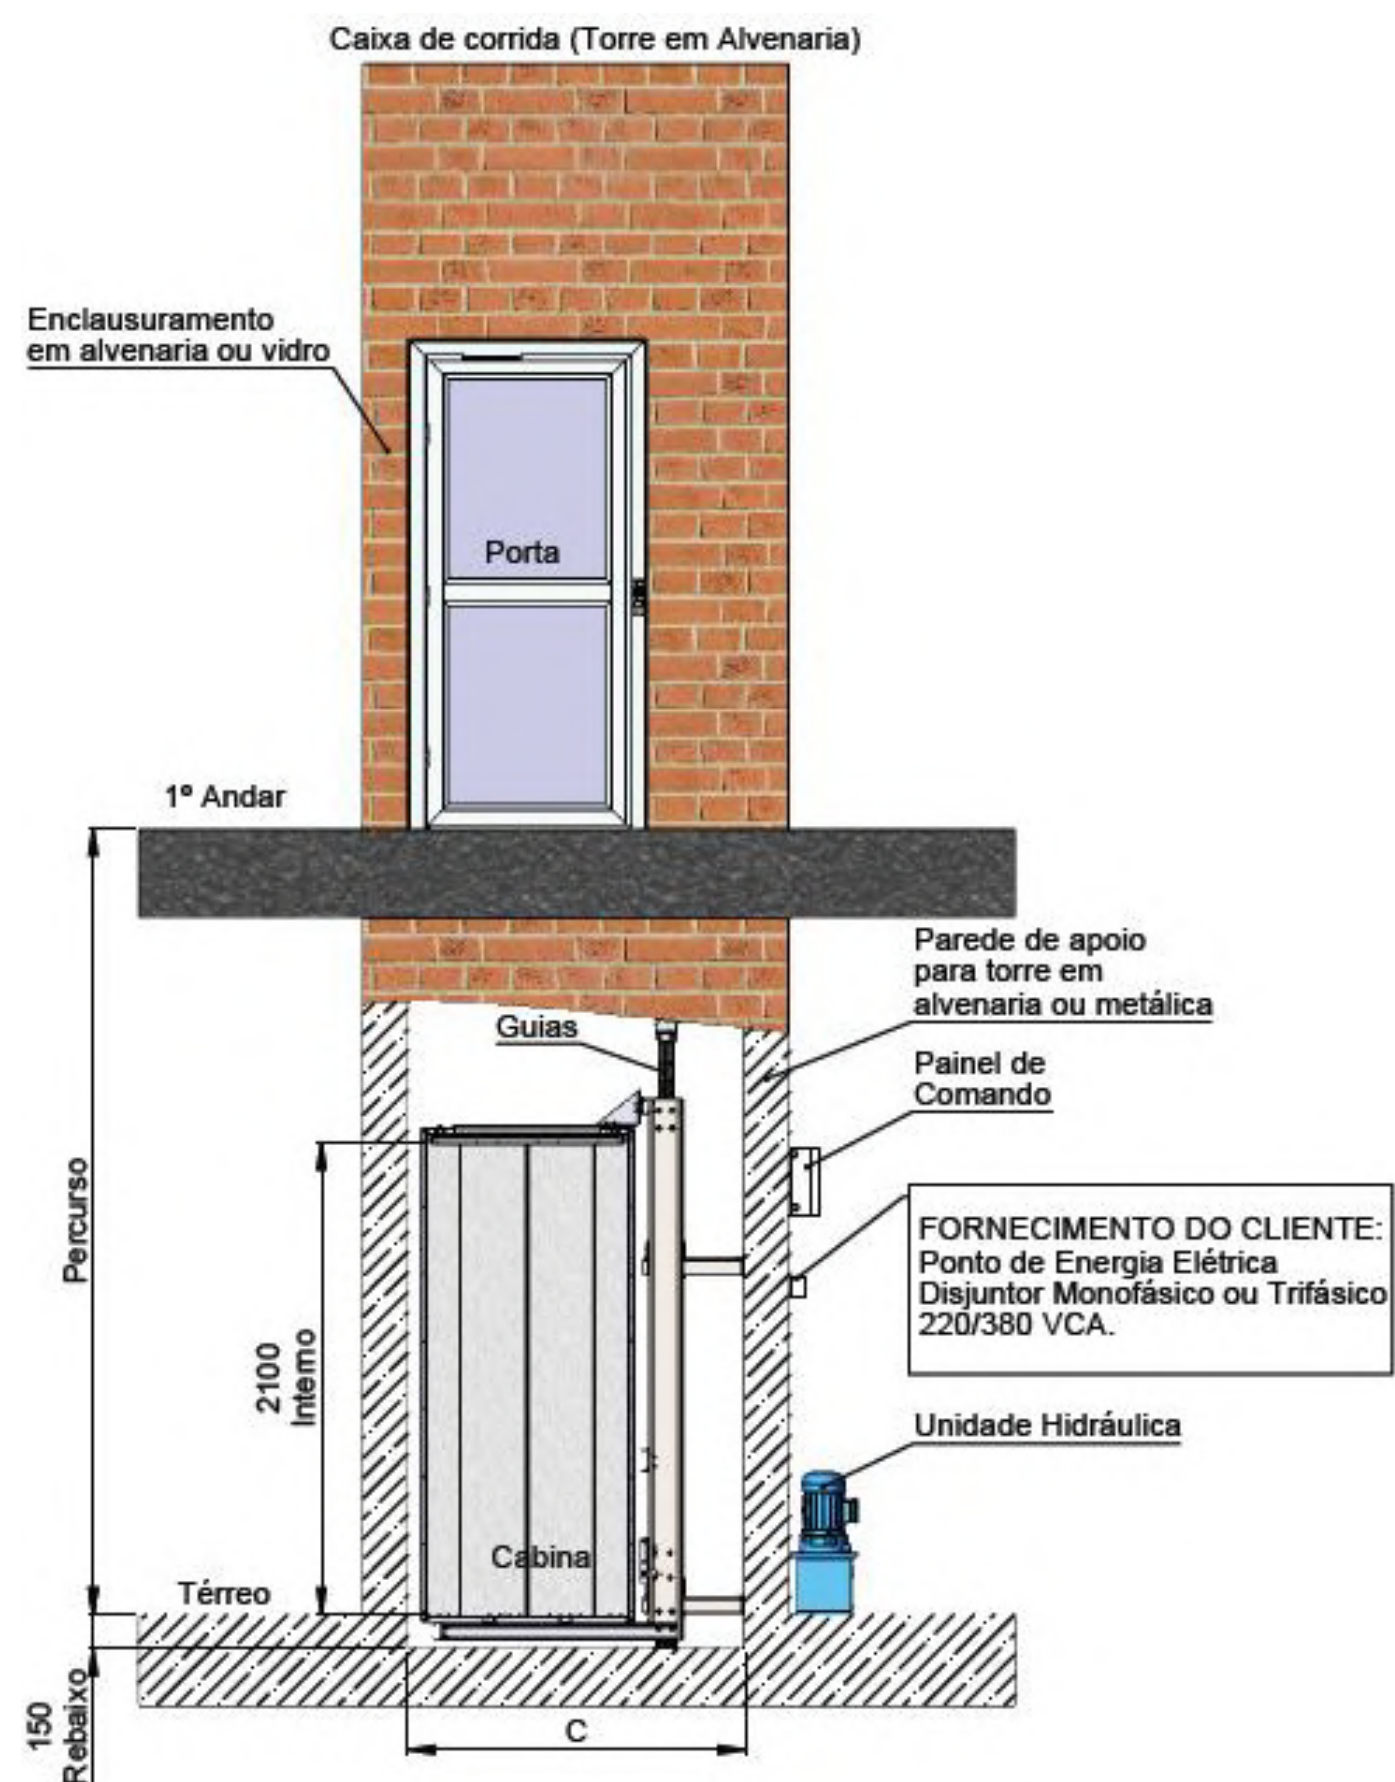 Caixa de corrida (Torre em Alvenaria)
Enclausuramento
em alvenaria ou vidro
Porta
1º Andar
Parede de apoio
para torre em
alvenaria ou metálica
Guias
Painel de
Comando
Percurso
FORNECIMENTO DO CLIENTE:
Ponto de Energia Elétrica
Disjuntor Monofásico ou Trifásico
220/380 VCA.
2100
Interno
Unidade Hidráulica
Cabina
Térreo
150
Rebaixo
C